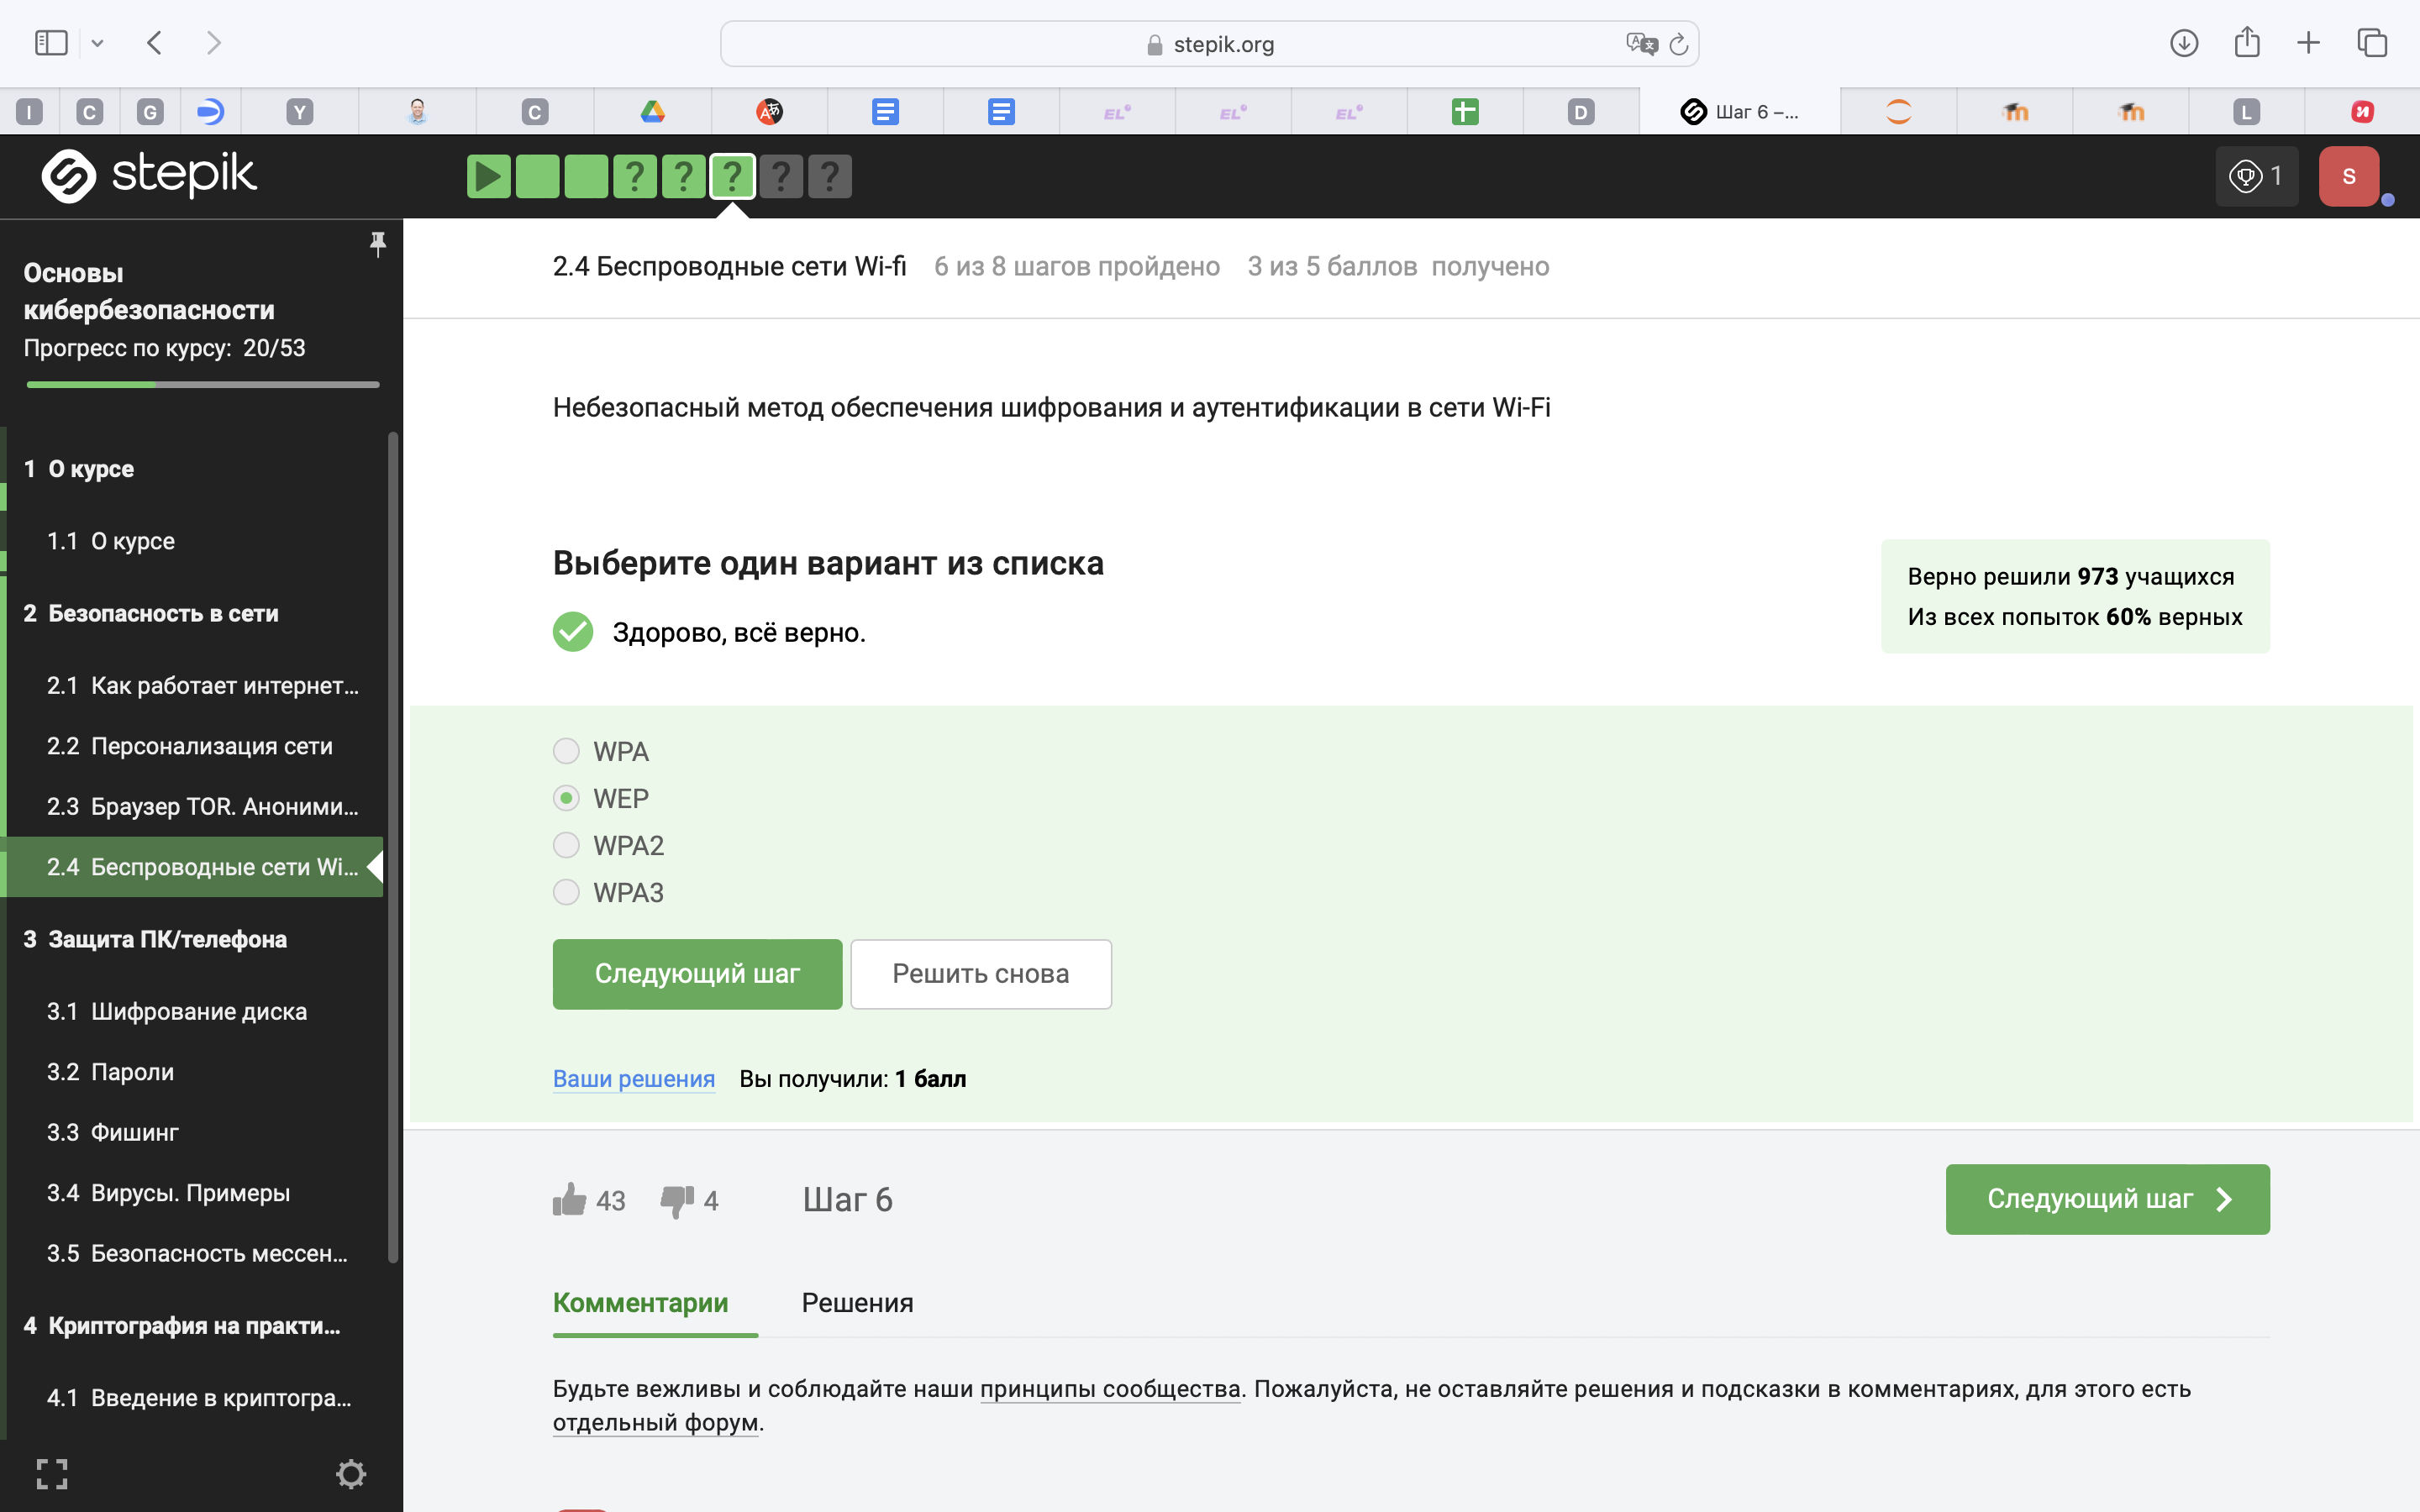 stepik.org
I
C
G
Y
C
EL
EL
EL
D
Шаг 6 –...
L
stepik
1
S
Основы
кибербезопасности
Прогресс по курсу: 20/53
1 О курсе
1.1 О курсе
2 Безопасность в сети
2.1 Как работает интернет...
2.2 Персонализация сети
2.3 Браузер TOR. Аноними...
2.4 Беспроводные сети Wi...
3 Защита ПК/телефона
3.1 Шифрование диска
3.2 Пароли
3.3 Фишинг
3.4 Вирусы. Примеры
3.5 Безопасность мессен...
4 Криптография на практи...
4.1 Введение в криптогра...
2.4 Беспроводные сети Wi-fi 6 из 8 шагов пройдено 3 из 5 баллов получено
Небезопасный метод обеспечения шифрования и аутентификации в сети Wi-Fi
Выберите один вариант из списка
Здорово, всё верно.
Верно решили 973 учащихся
Из всех попыток 60% верных
WPA
WEP
WPA2
WPA3
Следующий шаг
Решить снова
Ваши решения Вы получили: 1 балл
43 4 Шаг 6
Следующий шаг
Комментарии Решения
Будьте вежливы и соблюдайте наши принципы сообщества. Пожалуйста, не оставляйте решения и подсказки в комментариях, для этого есть
отдельный форум.